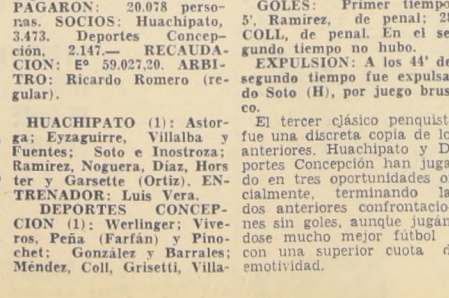 PAGARON: 20.078 perso-
nas. SOCIOS: Huachipato,
3.473. Deportes Concep-
ción, 2.147.— RECAUDA-
CION: Eº 59.027,20. ARBI-
TRO: Ricardo Romero (re-
gular).
HUACHIPATO (1): Astor-
ga; Eyzaguirre, Villalba y
Fuentes; Soto e Inostroza;
Ramírez, Noguera, Díaz, Hors
ter y Garsette (Ortiz). EN-
TRENADOR: Luis Vera.
DEPORTES CONCEP-
CION (1): Werlinger; Vive-
ros, Peña (Farfán) y Pino-
chet; González y Barrales;
Méndez, Coll, Grisetti, Villa-
GOLES: Primer tiempo
5', Ramírez, de penal; 28
COLL, de penal. En el se
gundo tiempo no hubo.
EXPULSION: A los 44' de
segundo tiempo fue expulsa
do Soto (H), por juego brus
co.
El tercer clásico penquist
fue una discreta copia de lo
anteriores. Huachipato y D
portes Concepción han juga
do en tres oportunidades o
cialmente, terminando la
dos anteriores confrontacio
nes sin goles, aunque jugán
dose mucho mejor fútbol
con una superior cuota d
emotividad.